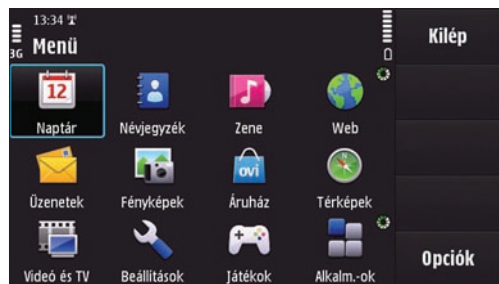 13:34
3G Menü
Kilép
12
Naptár Névjegyzék Zene Web
ovi
Üzenetek Fényképek Áruház Térképek
Videó és TV Beállítások Játékok Alkalm.-ok
Opciók